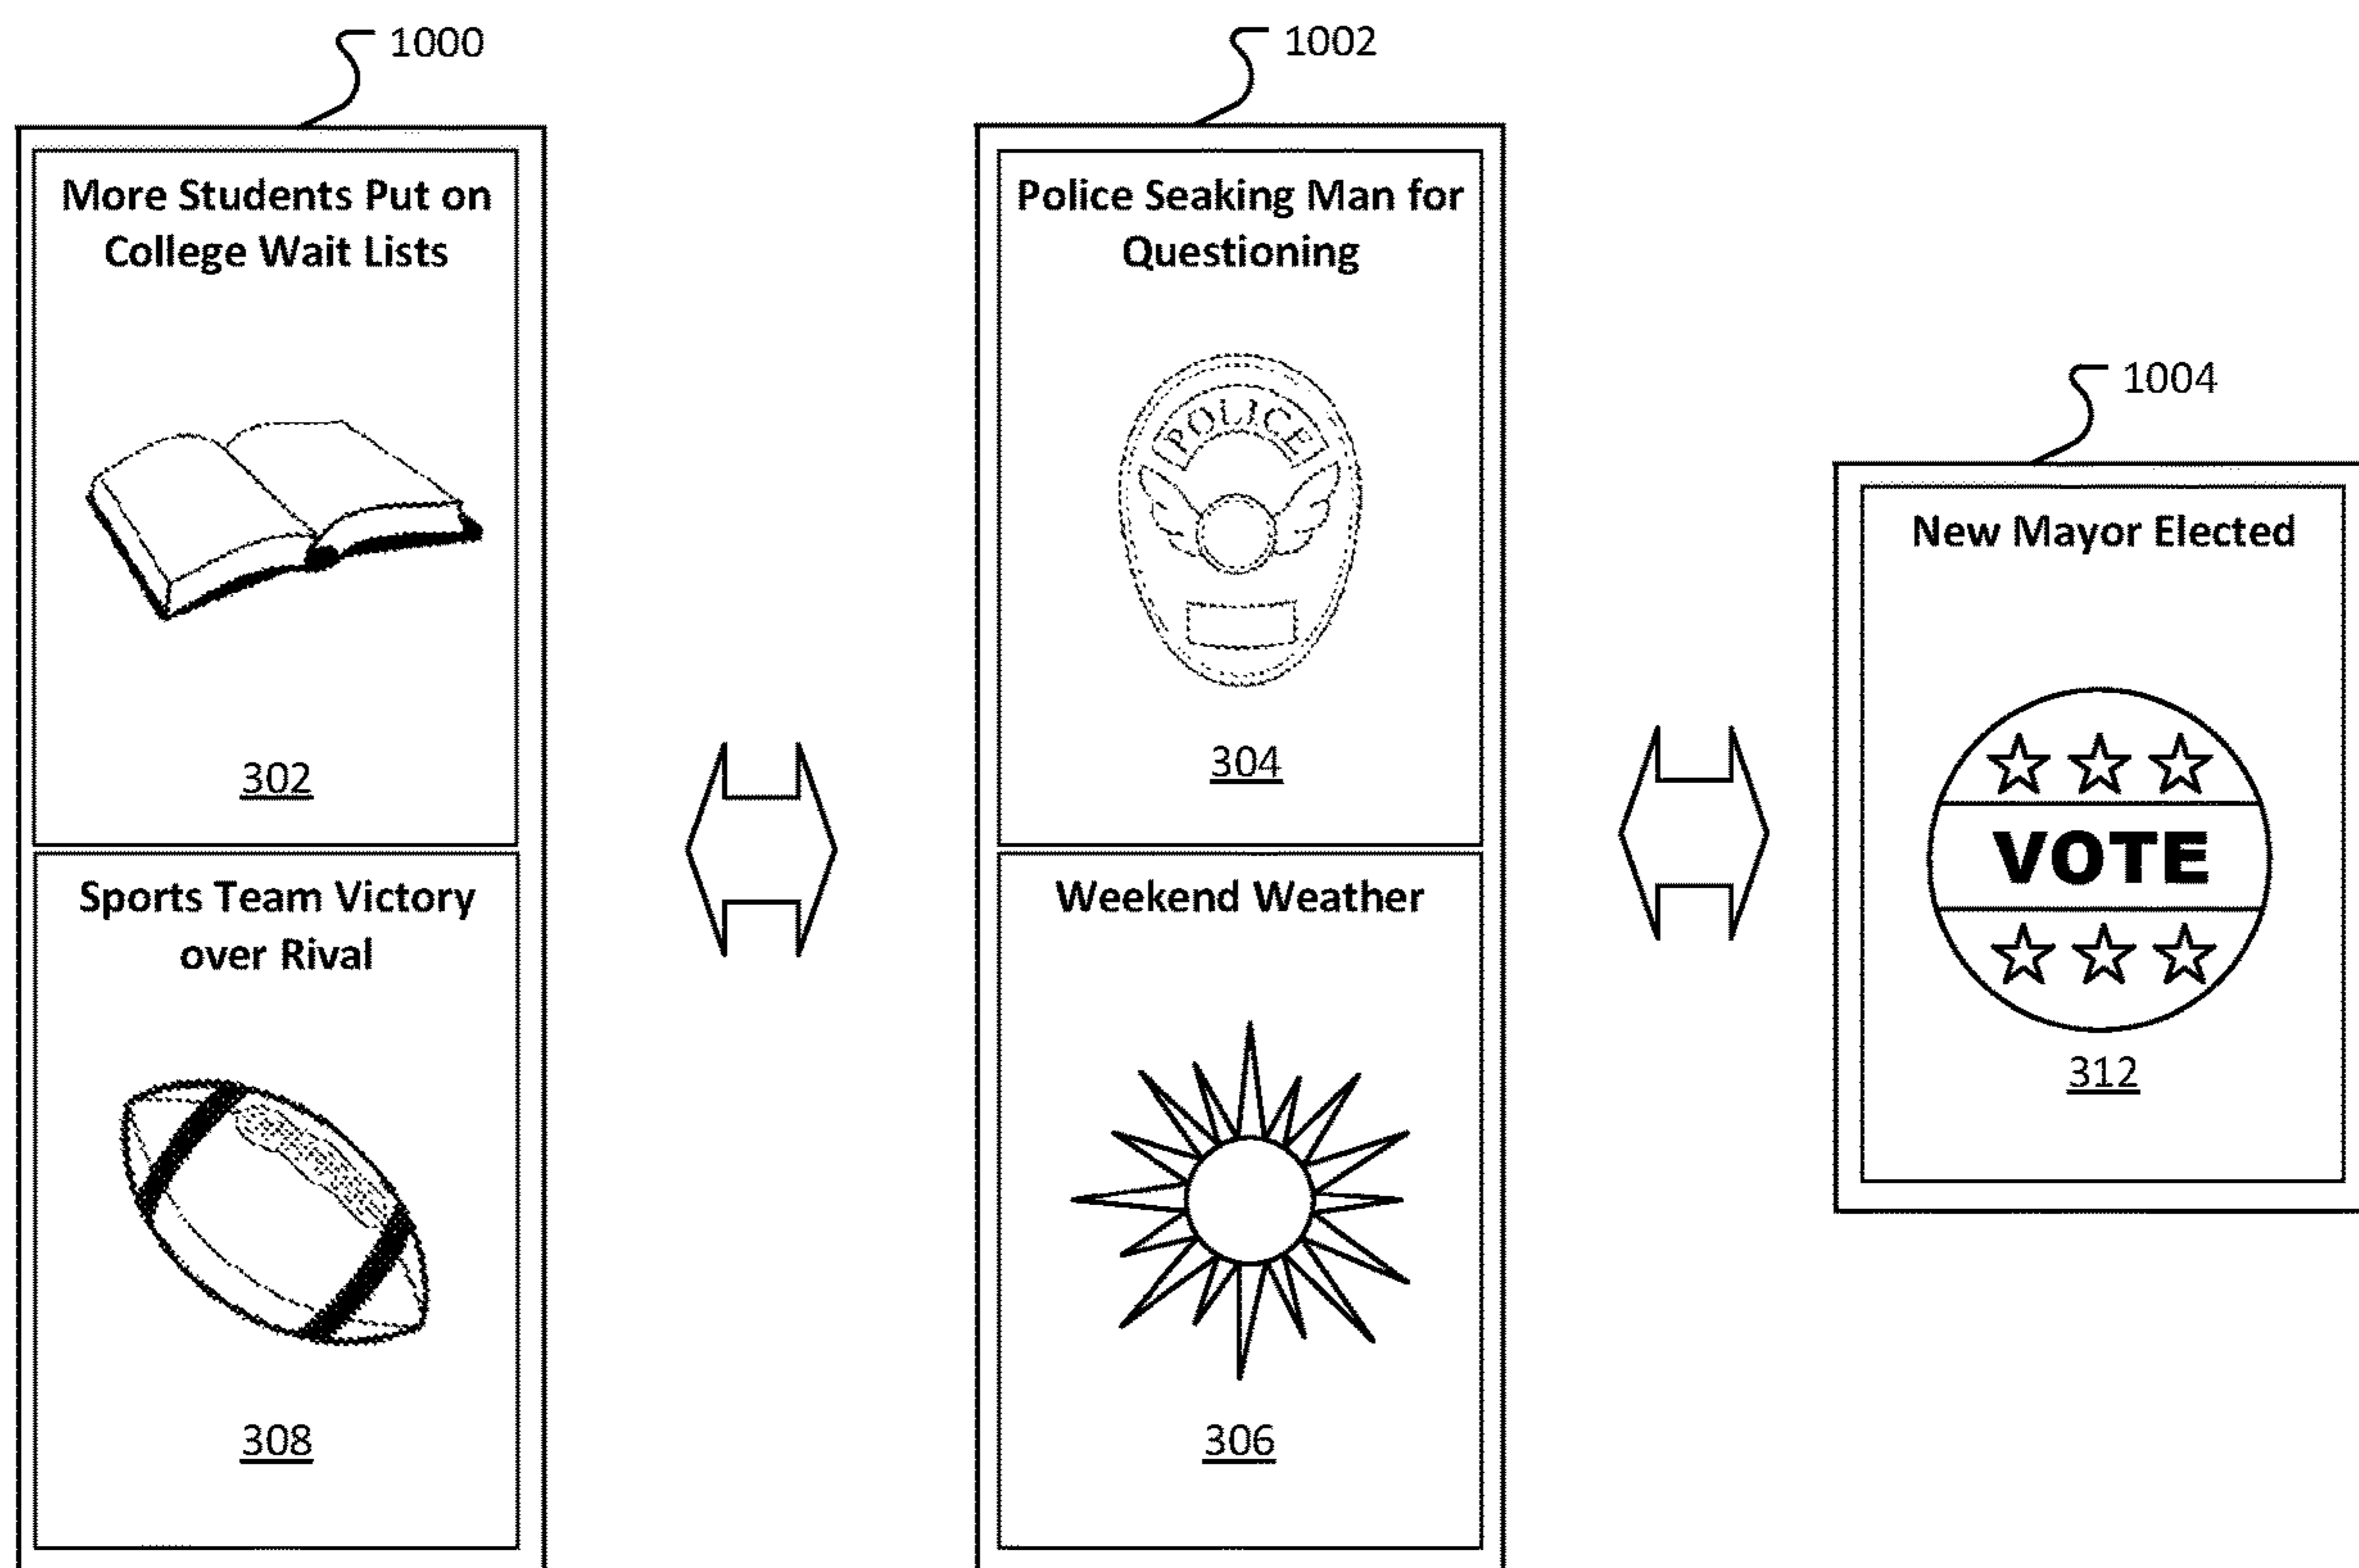 1000
More Students Put on
College Wait Lists
302
Sports Team Victory
over Rival
308
1002
Police Seaking Man for
Questioning
POLICE
304
Weekend Weather
306
1004
New Mayor Elected
VOTE
312